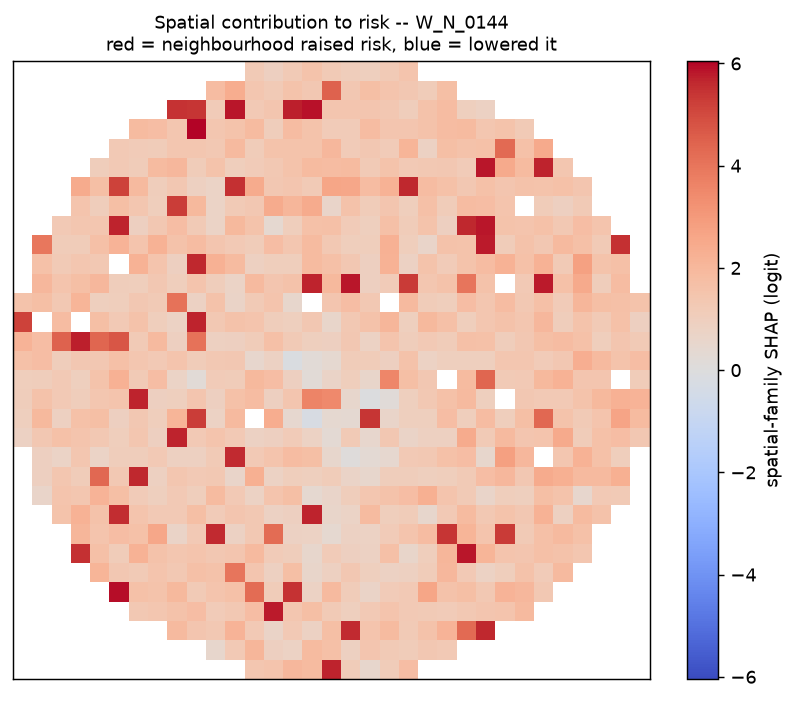 Spatial contribution to risk -- W_N_0144
red = neighbourhood raised risk, blue = lowered it
6
4
2
0
−2
−4
−6
spatial-family SHAP (logit)